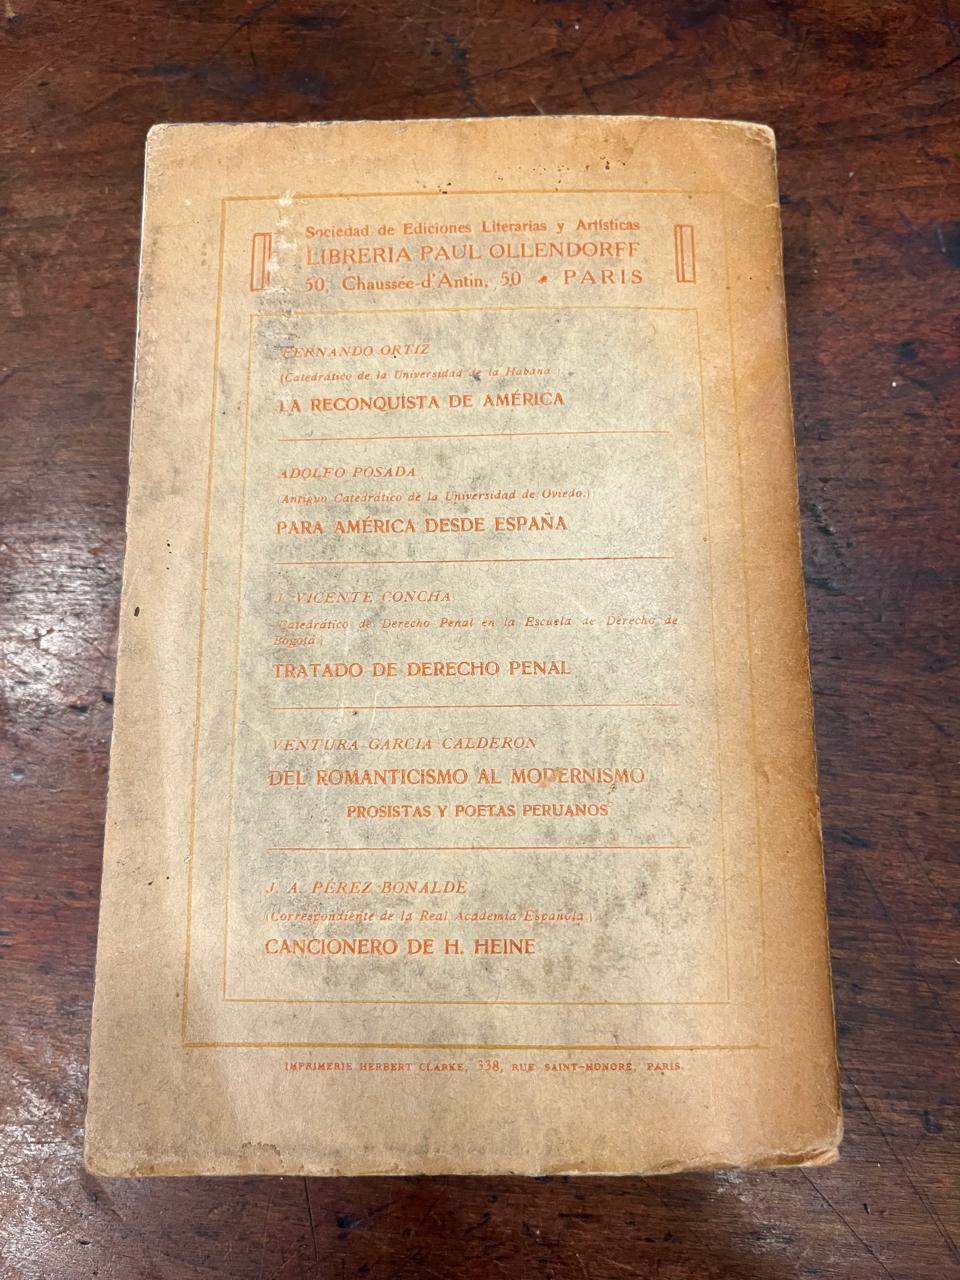 Sociedad de Ediciones Literarias y Artísticas
LIBRERIA PAUL OLLENDORFF
50, Chaussée-d'Antin, 50 PARIS
FERNANDO ORTIZ
(Catedrático de la Universidad de la Habana
LA RECONQUISTA DE AMÉRICA
ADOLFO POSADA
(Antiguo Catedrático de la Universidad de Oviedo.)
PARA AMÉRICA DESDE ESPAÑA
J. VICENTE CONCHA
(Catedrático de Derecho Penal en la Escuela de Derecho de
Bogotá.)
TRATADO DE DERECHO PENAL
VENTURA GARCIA CALDERON
DEL ROMANTICISMO AL MODERNISMO
PROSISTAS Y POETAS PERUANOS
J. A. PÉREZ BONALDE
(Correspondiente de la Real Academia Española.)
CANCIONERO DE H. HEINE
IMPRIMERIE HERBERT CLARKE, 338, RUE SAINT-HONORÉ, PARIS.